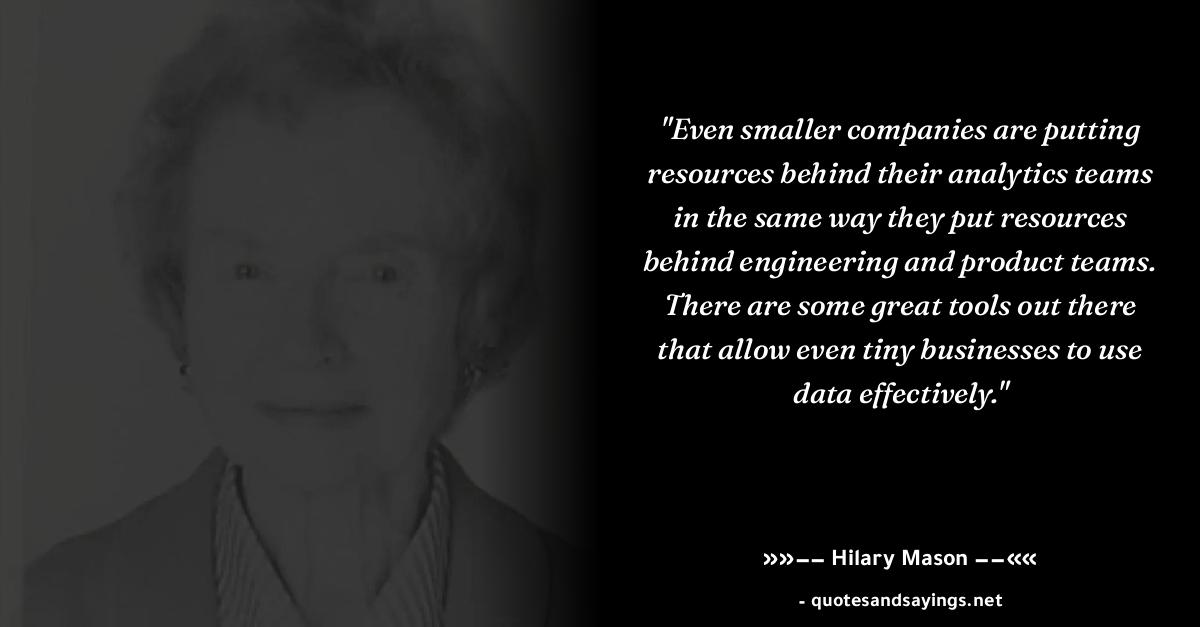 "Even smaller companies are putting
resources behind their analytics teams
in the same way they put resources
behind engineering and product teams.
There are some great tools out there
that allow even tiny businesses to use
data effectively."
»»−− Hilary Mason −−««
- quotesandsayings.net